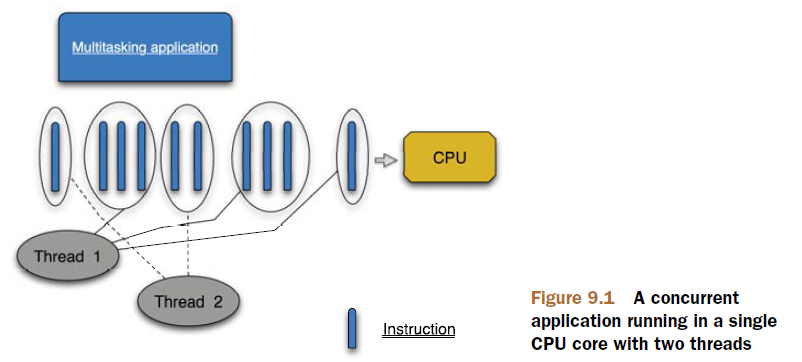 Multitasking application
CPU
Thread 1
Thread 2
Instruction
Figure 9.1 A concurrent
application running in a single
CPU core with two threads